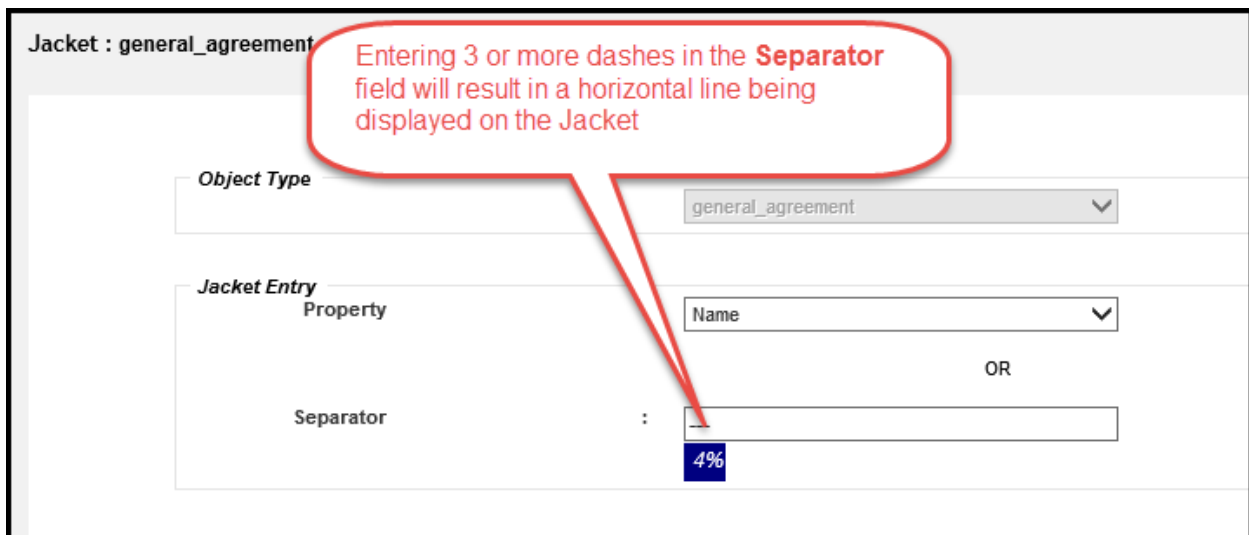 Jacket : general_agreement
Entering 3 or more dashes in the Separator
field will result in a horizontal line being
displayed on the Jacket
Object Type
general_agreement
Jacket Entry
Property
Name
OR
Separator :
---
4%